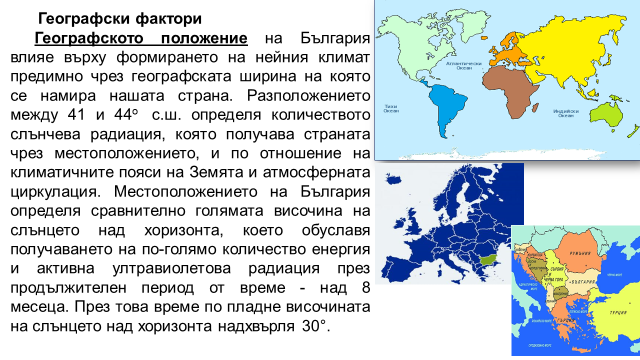 Географски фактори
Географското положение на България
влияе върху формирането на нейния климат
предимно чрез географската ширина на която
се намира нашата страна. Разположението
между 41 и 44° с.ш. определя количеството
слънчева радиация, която получава страната
чрез местоположението, и по отношение на
климатичните пояси на Земята и атмосферната
циркулация. Местоположението на България
определя сравнително голямата височина на
слънцето над хоризонта, което обуславя
получаването на по-голямо количество енергия
и активна ултравиолетова радиация през
продължителен период от време - над 8
месеца. През това време по пладне височината
на слънцето над хоризонта надхвърля 30°.
Атлантически
Океан
Тихи
Океан
Индийски
Океан
РУМЪНИЯ
БЪЛГАРИЯ
ТУРЦИЯ